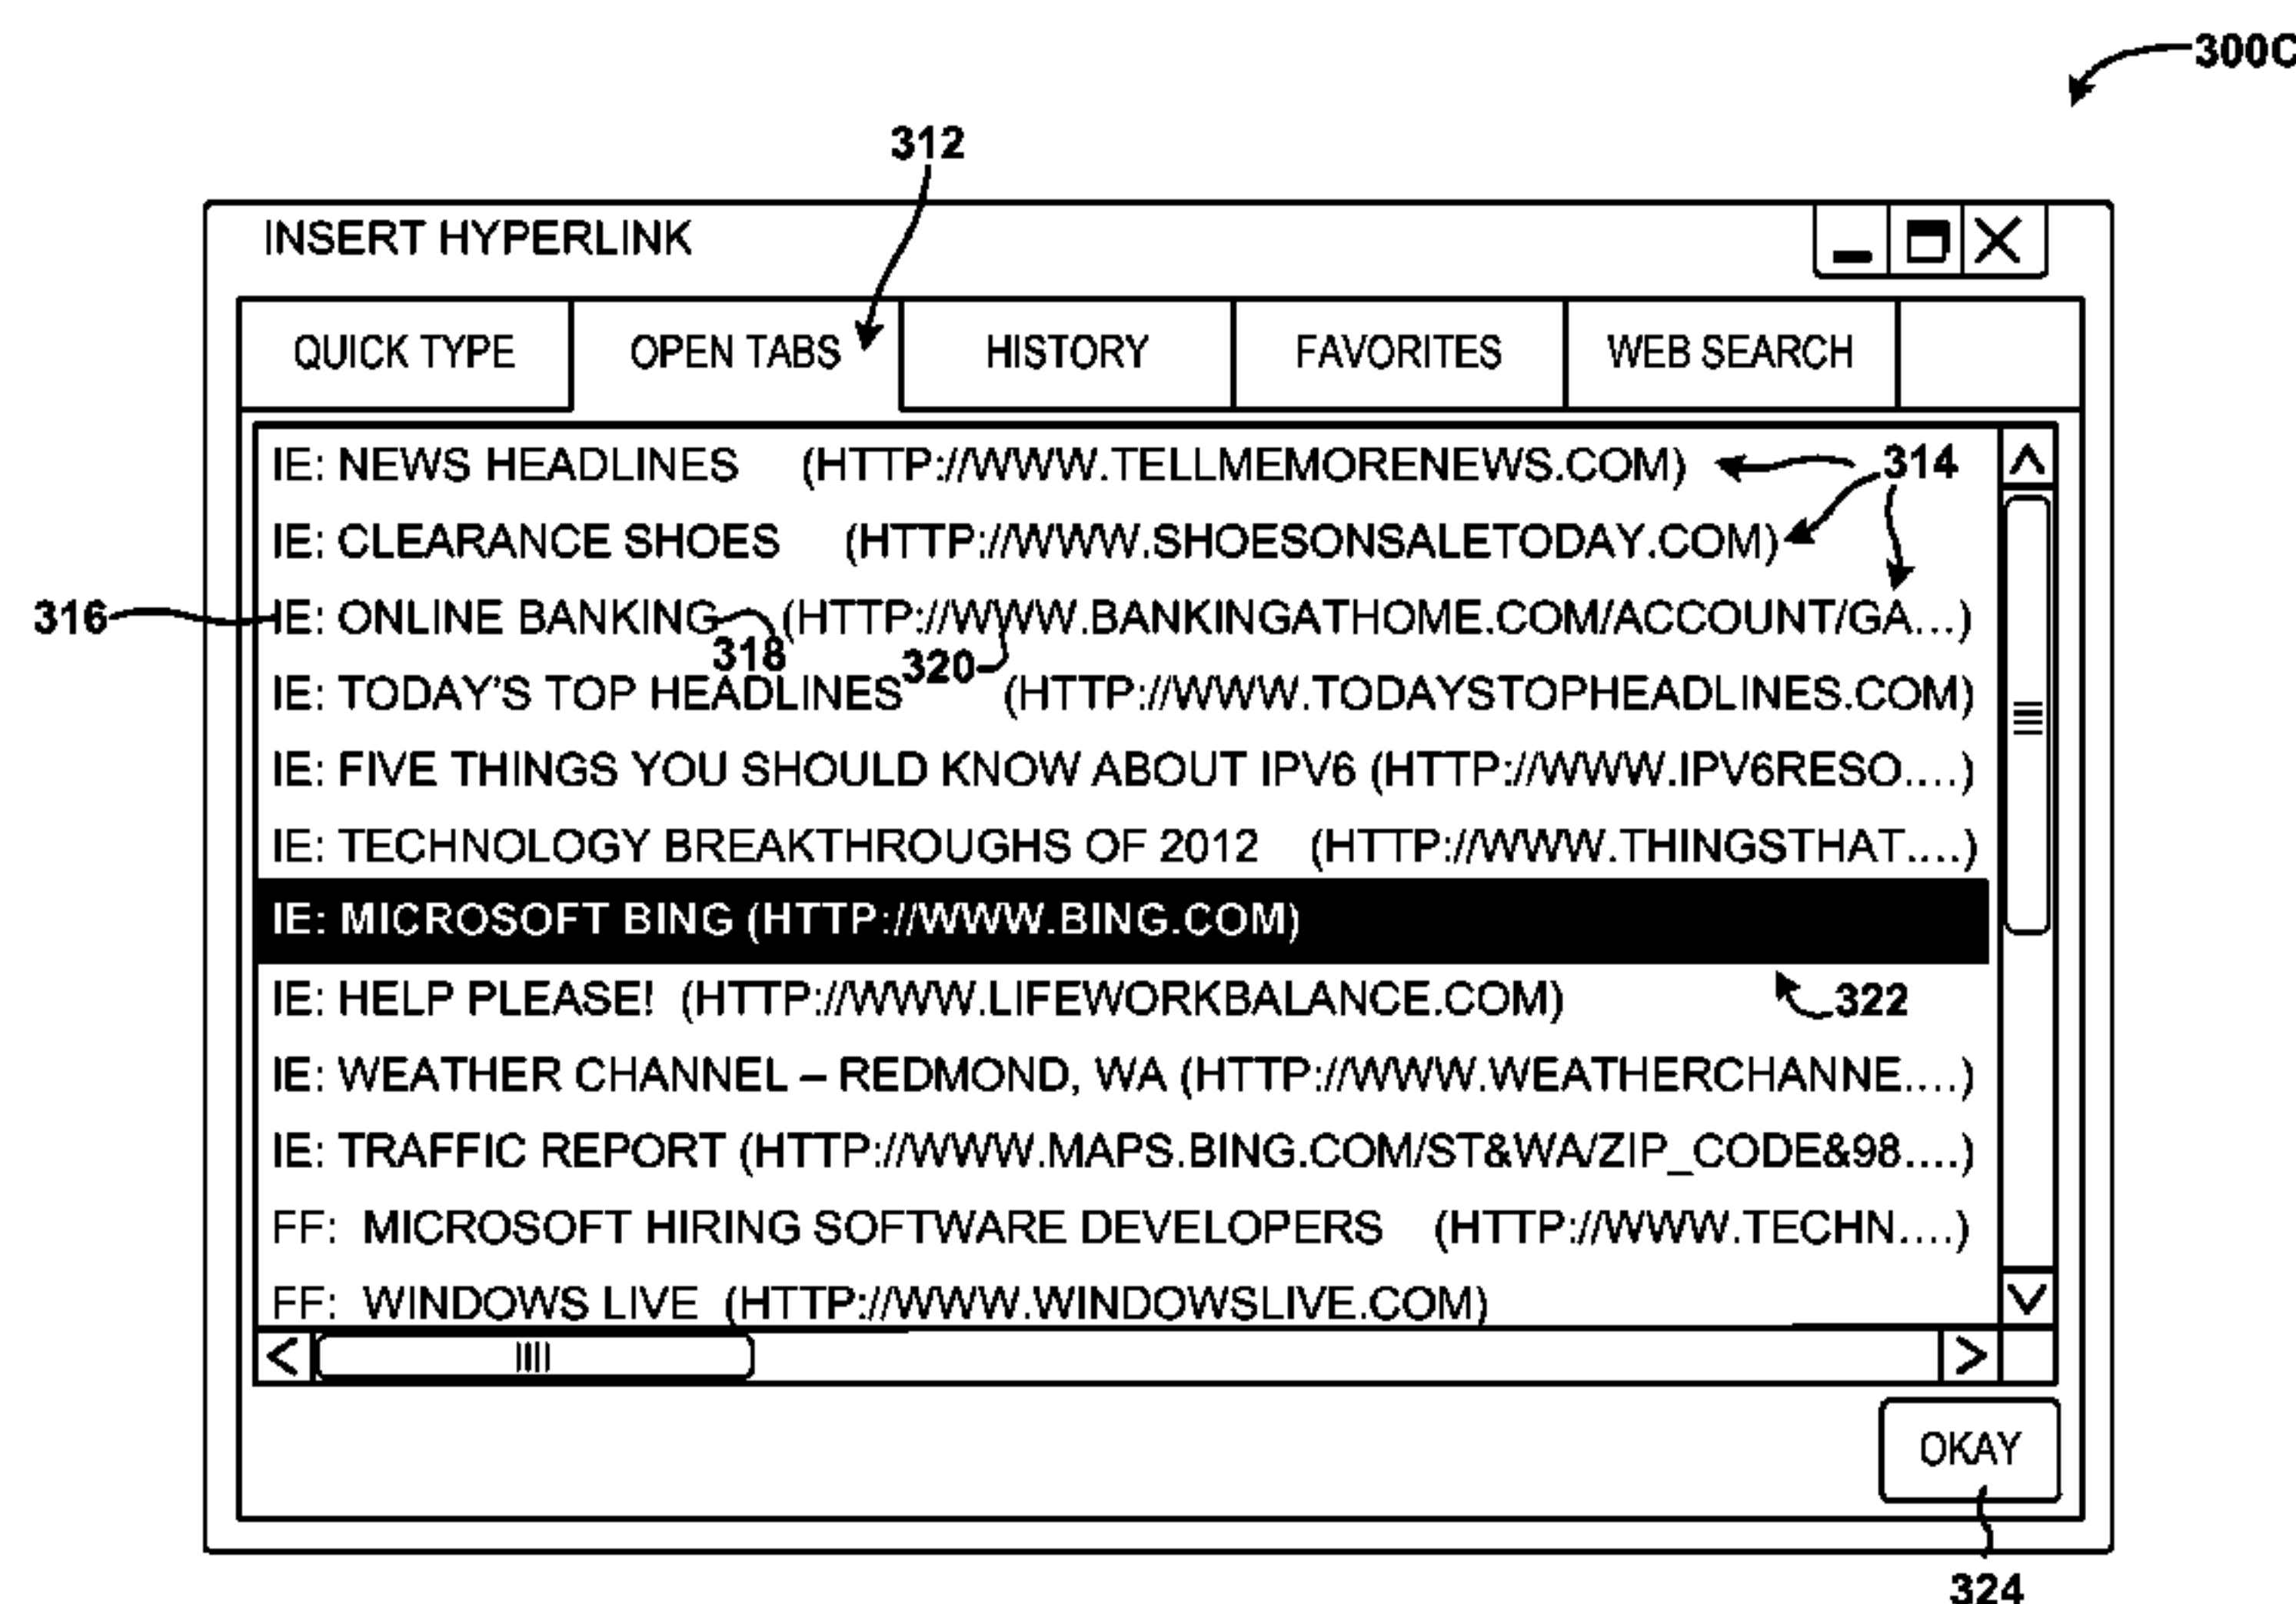 300C
312
INSERT HYPERLINK
QUICK TYPE OPEN TABS HISTORY FAVORITES WEB SEARCH
IE: NEWS HEADLINES (HTTP://WWW.TELLMEMORENEWS.COM) 314
IE: CLEARANCE SHOES (HTTP://WWW.SHOESONSALETODAY.COM)
316 IE: ONLINE BANKING (HTTP://WWW.BANKINGATHOME.COM/ACCOUNT/GA...)
318 320
IE: TODAY'S TOP HEADLINES (HTTP://WWW.TODAYSTOPHEADLINES.COM)
IE: FIVE THINGS YOU SHOULD KNOW ABOUT IPV6 (HTTP://WWW.IPV6RESO....)
IE: TECHNOLOGY BREAKTHROUGHS OF 2012 (HTTP://WWW.THINGSTHAT....)
IE: MICROSOFT BING (HTTP://WWW.BING.COM)
IE: HELP PLEASE! (HTTP://WWW.LIFEWORKBALANCE.COM) 322
IE: WEATHER CHANNEL – REDMOND, WA (HTTP://WWW.WEATHERCHANNE....)
IE: TRAFFIC REPORT (HTTP://WWW.MAPS.BING.COM/ST&WA/ZIP_CODE&98....)
FF: MICROSOFT HIRING SOFTWARE DEVELOPERS (HTTP://WWW.TECHN....)
FF: WINDOWS LIVE (HTTP://WWW.WINDOWSLIVE.COM)
OKAY
324